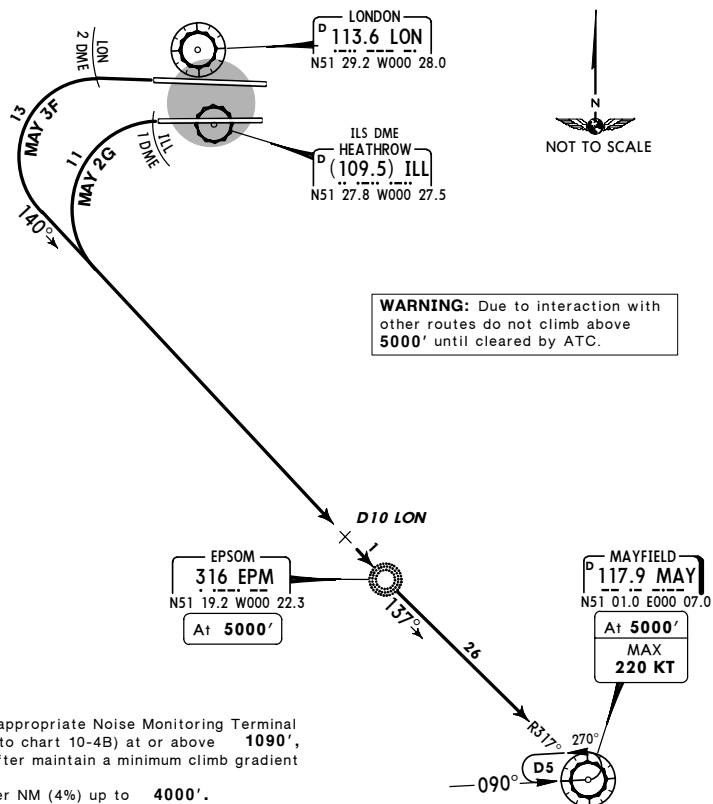 LONDON
D 113.6 LON
N51 29.2 W000 28.0
LON
2 DME
13
MAY 3F
11
MAY 2G
ILL
1 DME
ILS DME
HEATHROW
D (109.5) ILL
N51 27.8 W000 27.5
N
NOT TO SCALE
140°
WARNING: Due to interaction with
other routes do not climb above
5000' until cleared by ATC.
D10 LON
1
EPSOM
316 EPM
N51 19.2 W000 22.3
At 5000'
137°
26
MAYFIELD
D 117.9 MAY
N51 01.0 E000 07.0
At 5000'
MAX
220 KT
R317°
270°
D5
090°
appropriate Noise Monitoring Terminal
to chart 10-4B) at or above 1090',
fter maintain a minimum climb gradient
er NM (4%) up to 4000'.